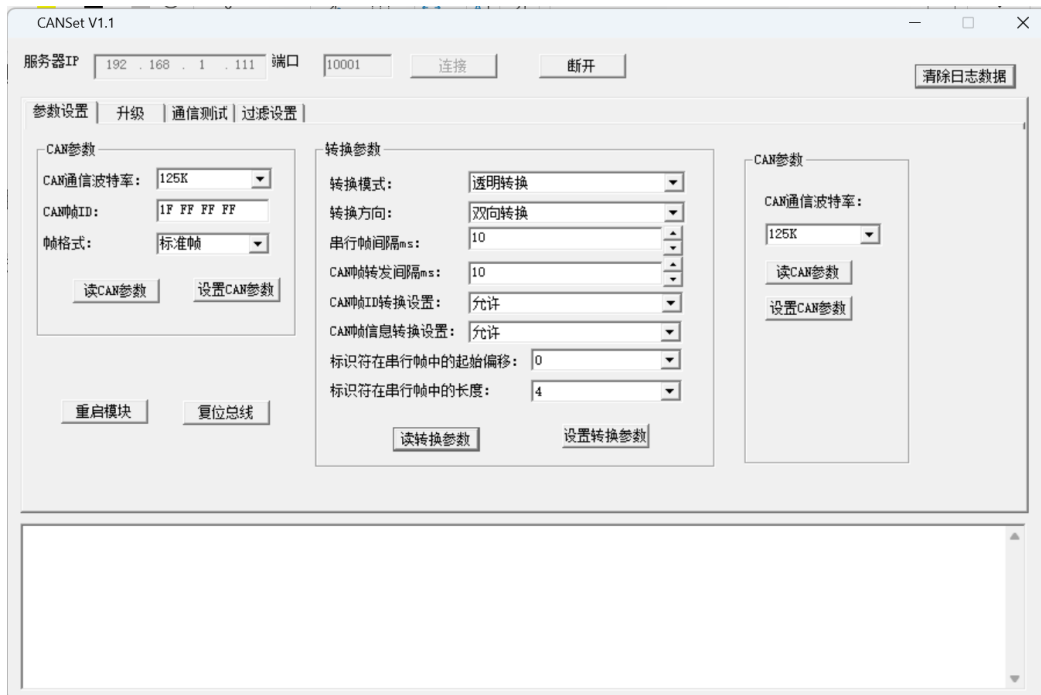 CANSet V1.1
服务器IP 192 . 168 . 1 . 111 端口 10001 连接 断开
清除日志数据
参数设置 升级 通信测试 过滤设置
CAN参数
CAN通信波特率: 125K
CAN帧ID: 1F FF FF FF
帧格式: 标准帧
读CAN参数 设置CAN参数
重启模块 复位总线
转换参数
转换模式: 透明转换
转换方向: 双向转换
串行帧间隔ms: 10
CAN帧转发间隔ms: 10
CAN帧ID转换设置: 允许
CAN帧信息转换设置: 允许
标识符在串行帧中的起始偏移: 0
标识符在串行帧中的长度: 4
读转换参数 设置转换参数
CAN参数
CAN通信波特率:
125K
读CAN参数
设置CAN参数